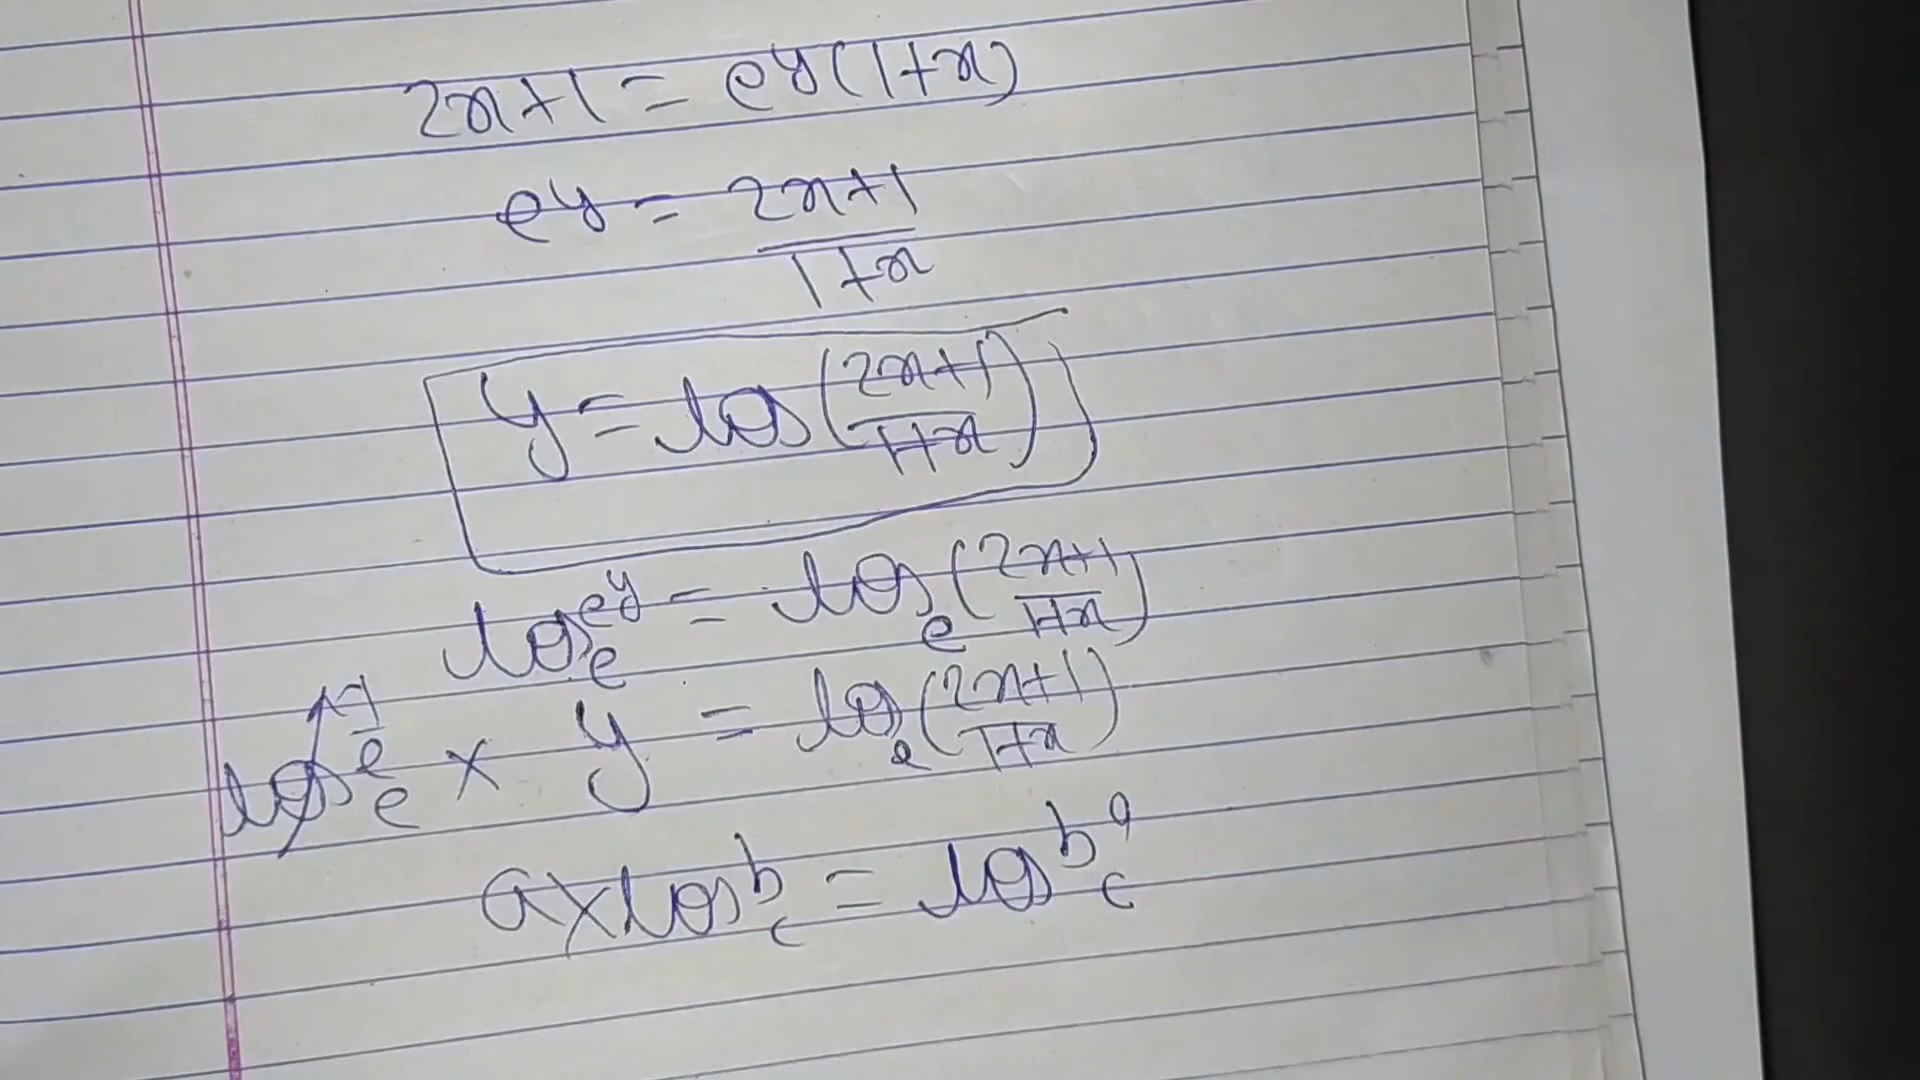 2x+1 = e^y(1+x)
e^y = 2x+1 / 1+x
y = log(2x+1 / 1+x)
log_e e^y = log_e (2x+1 / 1+x)
1
log_e e × y = log_e (2x+1 / 1+x)
a × log_c b = log_c b^a